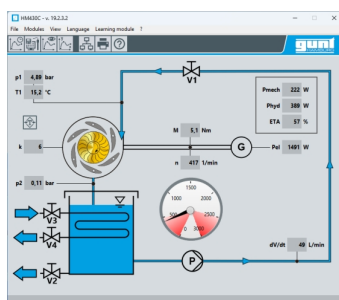 HM430C - v. 19.2.3.2
File Modules View Language Learning module ?
gunt
V1
p1 4,09 bar
T1 15,2 °C
Pmech 222 W
Phyd 389 W
ETA 57 %
M 5,1 Nm
k 6
G
Pel 1491 W
n 417 1/min
p2 0,11 bar
1500
1000 2000
500 2500
0 3000
V3
V4
V2
P
dV/dt 49 L/min